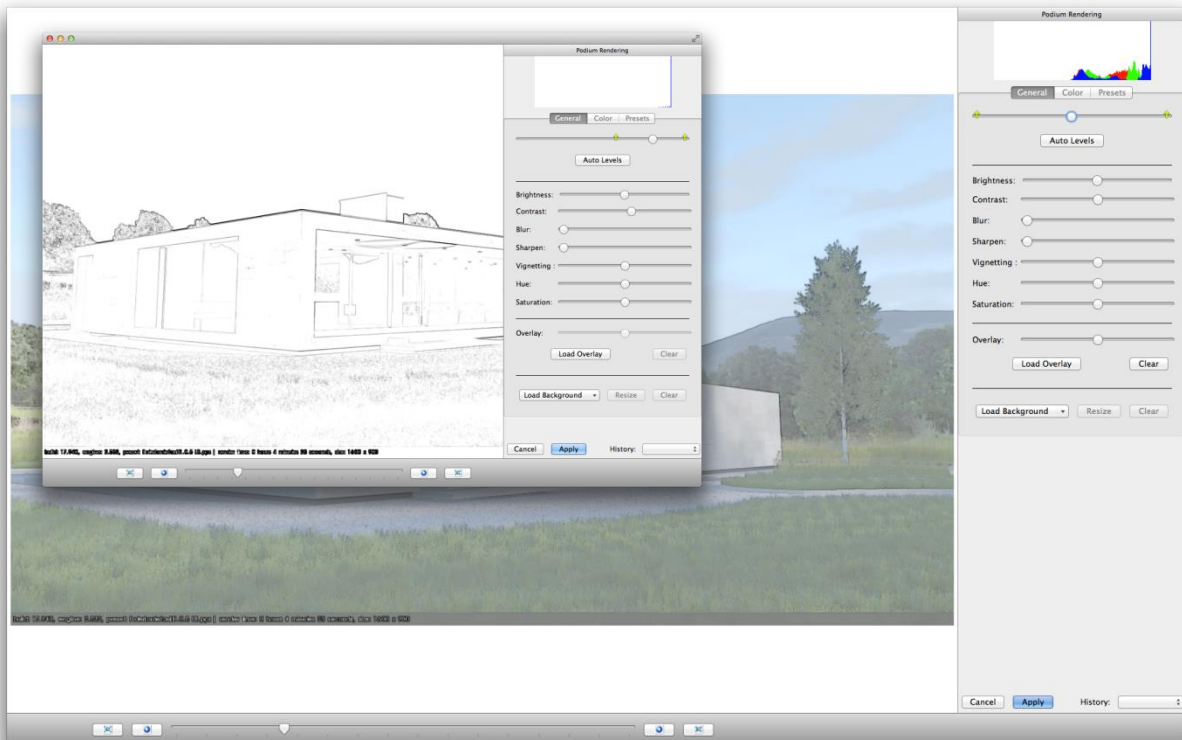 Podium Rendering
General Color Presets
Auto Levels
Brightness:
Contrast:
Blur:
Sharpen:
Vignetting :
Hue:
Saturation:
Overlay:
Load Overlay Clear
Load Background Resize Clear
Cancel Apply History:
Podium Rendering
General Color Presets
Auto Levels
Brightness:
Contrast:
Blur:
Sharpen:
Vignetting :
Hue:
Saturation:
Overlay:
Load Overlay Clear
Load Background Resize Clear
Cancel Apply History: